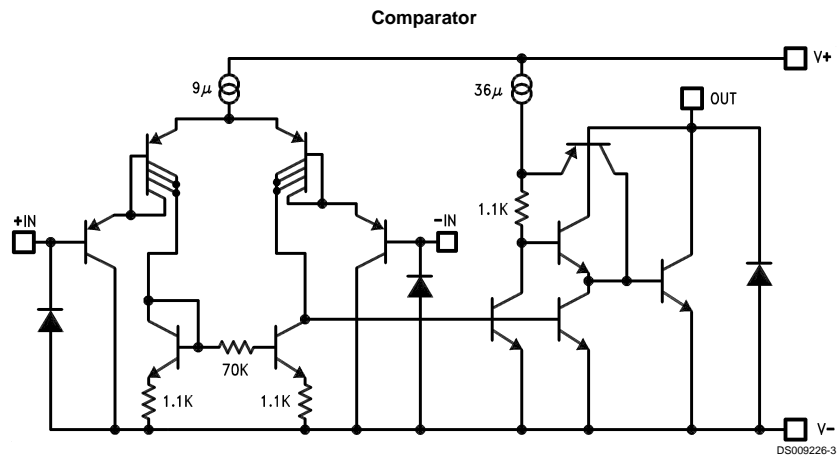 Comparator
V+
9μ
36μ
OUT
+IN
1.1K
-IN
70K
1.1K
1.1K
V-
DS009226-3